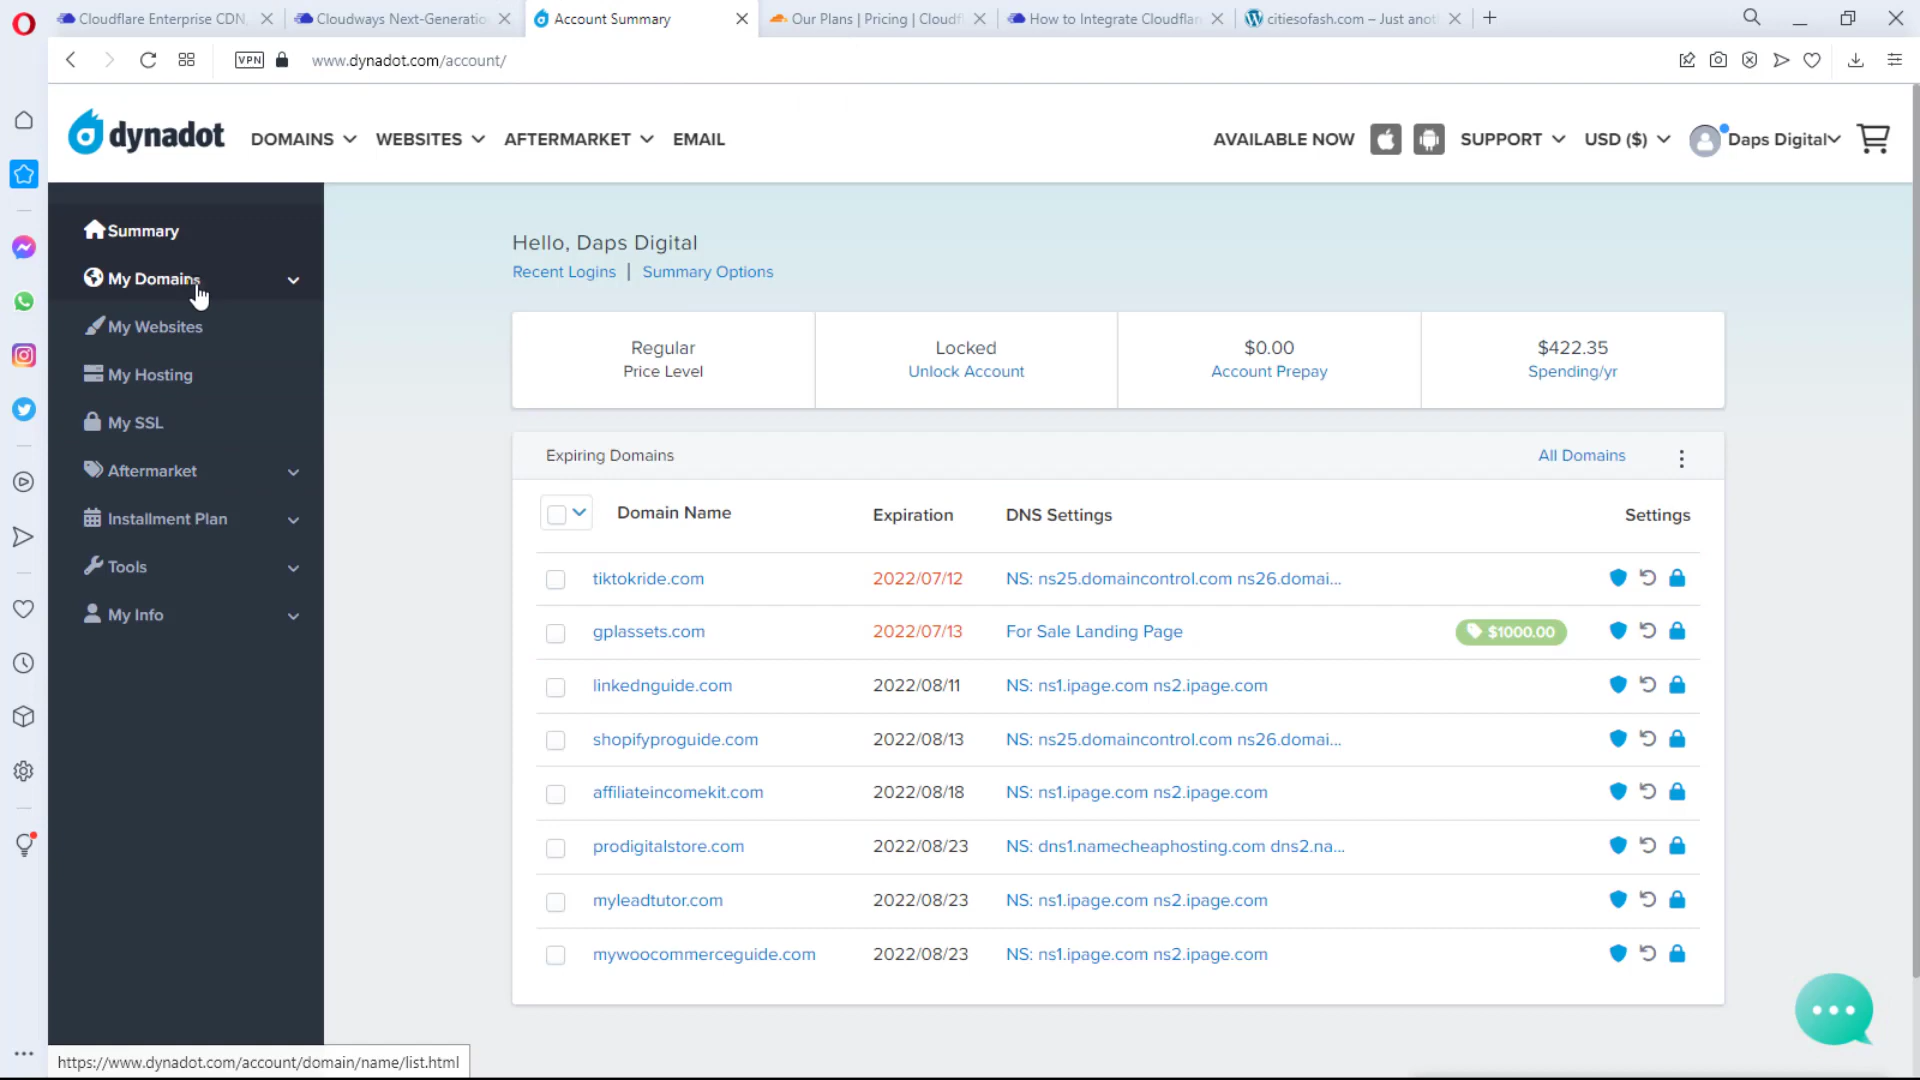 Cloudflare Enterprise CDN,
Cloudways Next-Generatio
Account Summary
Our Plans | Pricing | Cloudfl
How to Integrate Cloudflar
citiesofash.com – Just anot
VPN
www.dynadot.com/account/
dynadot
DOMAINS
WEBSITES
AFTERMARKET
EMAIL
AVAILABLE NOW
SUPPORT
USD ($)
Daps Digital
Summary
My Domains
My Websites
My Hosting
My SSL
Aftermarket
Installment Plan
Tools
My Info
Hello, Daps Digital
Recent Logins | Summary Options
Regular
Price Level
Locked
Unlock Account
$0.00
Account Prepay
$422.35
Spending/yr
Expiring Domains
All Domains
Domain Name Expiration DNS Settings Settings
tiktokride.com 2022/07/12 NS: ns25.domaincontrol.com ns26.domai...
gplassets.com 2022/07/13 For Sale Landing Page $1000.00
linkednguide.com 2022/08/11 NS: ns1.ipage.com ns2.ipage.com
shopifyproguide.com 2022/08/13 NS: ns25.domaincontrol.com ns26.domai...
affiliateincomekit.com 2022/08/18 NS: ns1.ipage.com ns2.ipage.com
prodigitalstore.com 2022/08/23 NS: dns1.namecheaphosting.com dns2.na...
myleadtutor.com 2022/08/23 NS: ns1.ipage.com ns2.ipage.com
mywoocommerceguide.com 2022/08/23 NS: ns1.ipage.com ns2.ipage.com
https://www.dynadot.com/account/domain/name/list.html